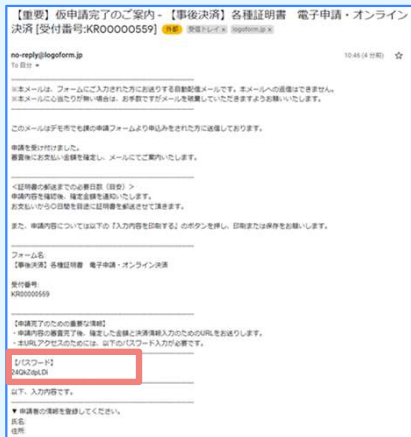 【重要】仮申請完了のご案内 -【事後決済】各種証明書　電子申請・オンライン
決済 [受付番号:KR00000559] 外部 受信トレイ× logoform.jp×
no-reply@logoform.jp 10:46 (4 分前)
To 自分
※本メールは、フォームにご入力された方にお送りする自動配信メールです。本メールへの返信はできません。
※本メールに心当たりが無い場合は、お手数ですがメールを破棄していただきますようお願いいたします。
このメールはデモ市でも課の申請フォームより申込みをされた方に送信しております。
申請を受け付けました。
審査後にお支払い金額を確定し、メールにてご案内いたします。
＜証明書の郵送までの必要日数（目安）＞
申請内容を確認後、確定金額を通知いたします。
お支払いから〇日間を目途に証明書を郵送させて頂きます。
また、申請内容については以下の『入力内容を印刷する』のボタンを押し、印刷または保存をお願します。
フォーム名
【事後決済】各種証明書　電子申請・オンライン決済
受付番号:
KR00000559
【申請完了のための重要な情報】
・申請内容の審査完了後、確定した金額と決済情報入力のためのURLをお送りします。
・本URLアクセスのためには、以下のパスワード入力が必要です。
【パスワード】
24QkZdpLDi
以下、入力内容です。
▼ 申請者の情報を登録してください。
氏名:
住所: